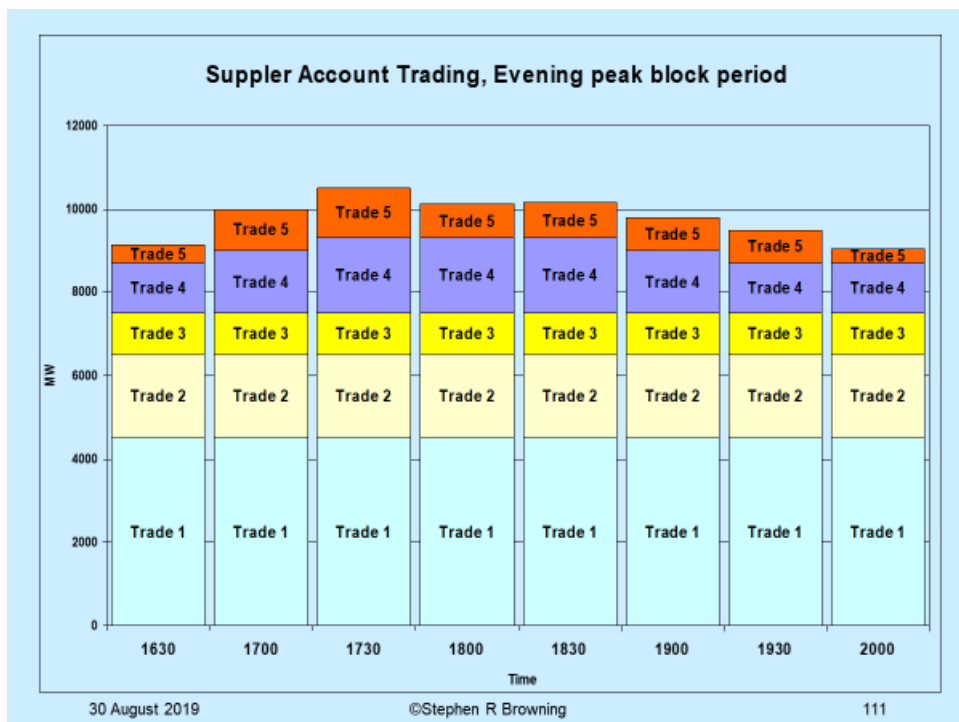 Suppler Account Trading, Evening peak block period
12000
10000
8000
6000
4000
2000
0
MW
Trade 5 Trade 5 Trade 5 Trade 5 Trade 5 Trade 5 Trade 5 Trade 5
Trade 4 Trade 4 Trade 4 Trade 4 Trade 4 Trade 4 Trade 4 Trade 4
Trade 3 Trade 3 Trade 3 Trade 3 Trade 3 Trade 3 Trade 3 Trade 3
Trade 2 Trade 2 Trade 2 Trade 2 Trade 2 Trade 2 Trade 2 Trade 2
Trade 1 Trade 1 Trade 1 Trade 1 Trade 1 Trade 1 Trade 1 Trade 1
1630 1700 1730 1800 1830 1900 1930 2000
Time
30 August 2019 ©Stephen R Browning 111